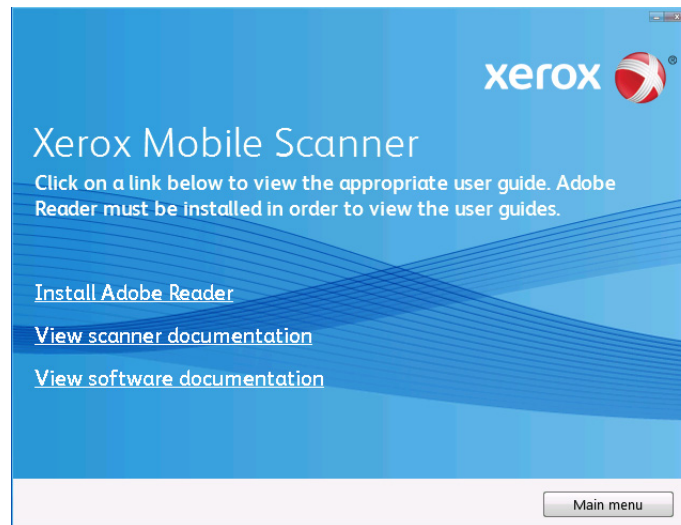 xerox ®
Xerox Mobile Scanner
Click on a link below to view the appropriate user guide. Adobe
Reader must be installed in order to view the user guides.
Install Adobe Reader
View scanner documentation
View software documentation
Main menu